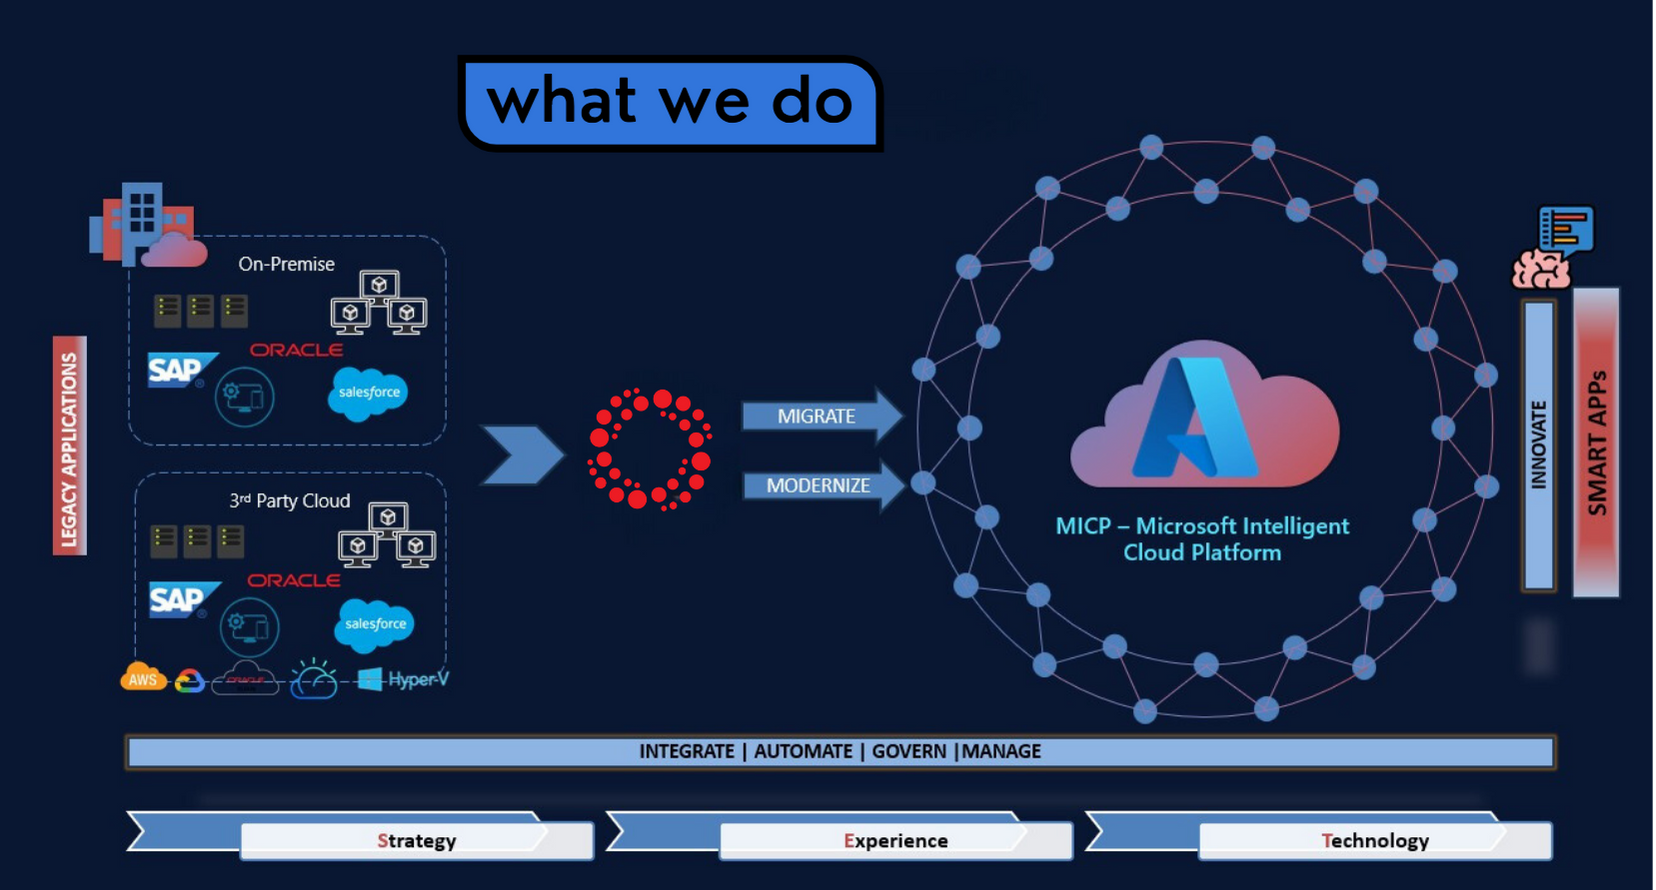 what we do
On-Premise
SAP
ORACLE
salesforce
LEGACY APPLICATIONS
3rd Party Cloud
SAP
ORACLE
salesforce
AWS
ORACLE
Hyper-V
MIGRATE
MODERNIZE
MICP – Microsoft Intelligent
Cloud Platform
INNOVATE
SMART APPs
INTEGRATE | AUTOMATE | GOVERN |MANAGE
Strategy
Experience
Technology